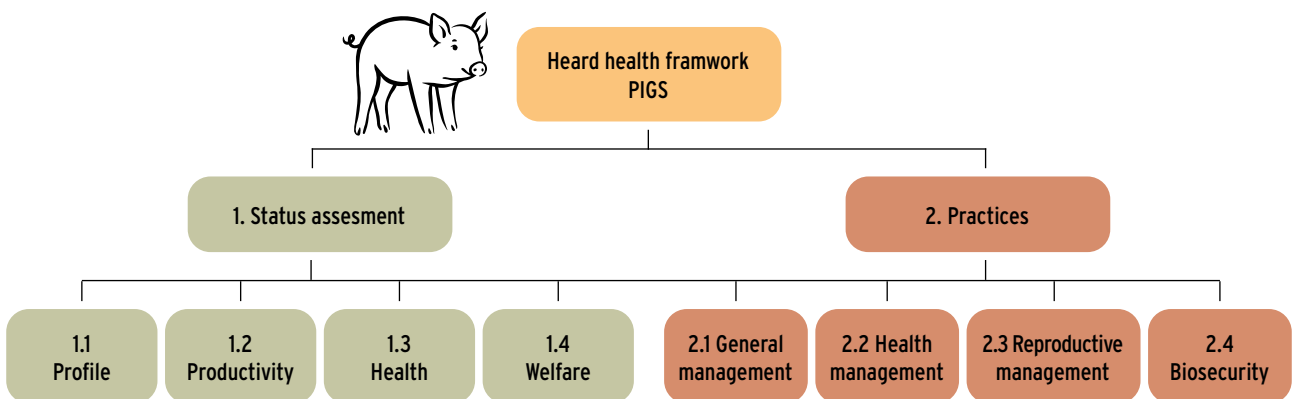 Heard health framwork
PIGS
1. Status assesment
2. Practices
1.1
Profile
1.2
Productivity
1.3
Health
1.4
Welfare
2.1 General
management
2.2 Health
management
2.3 Reproductive
management
2.4
Biosecurity